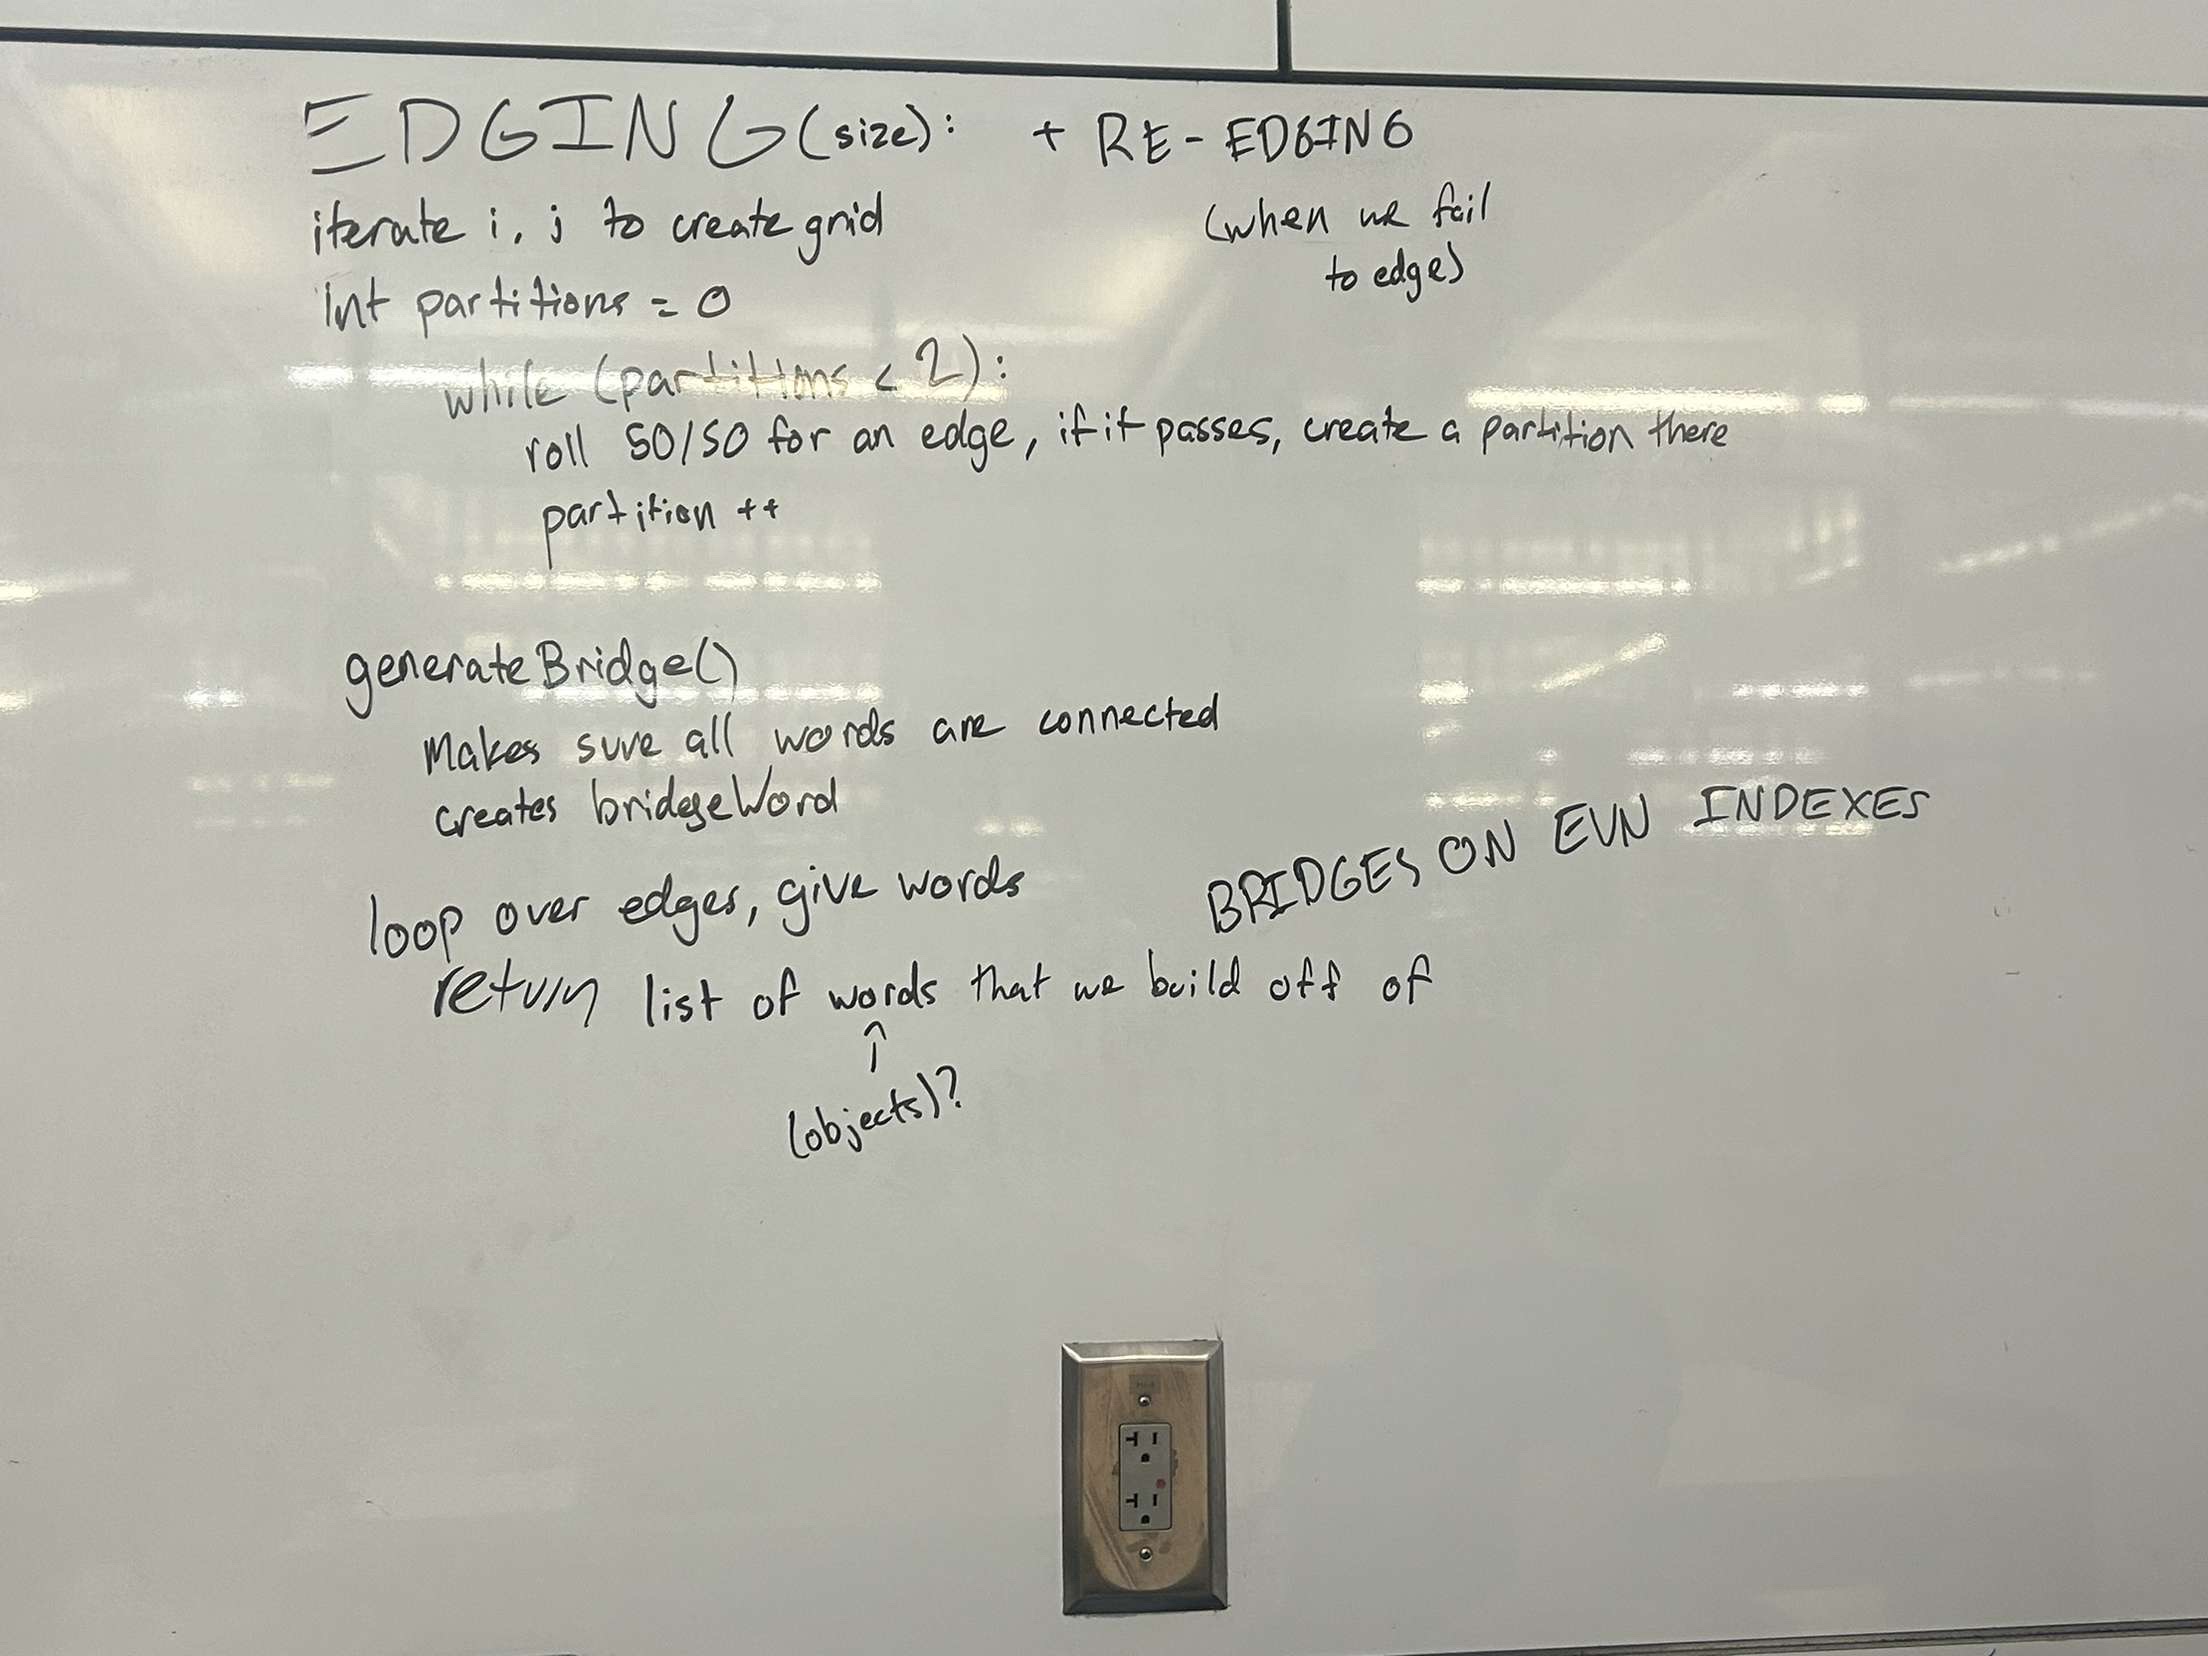 EDGING(size): + RE-EDGING
iterate i, j to create grid
(when we fail
to edge)
Int partitions = 0
while (partitions < 2):
roll 50/50 for an edge, if it passes, create a partition there
partition ++
generateBridge()
Makes sure all words are connected
creates bridgeWord
BRIDGES ON EVN INDEXES
loop over edges, give words
return list of words that we build off of
↑
(objects)?